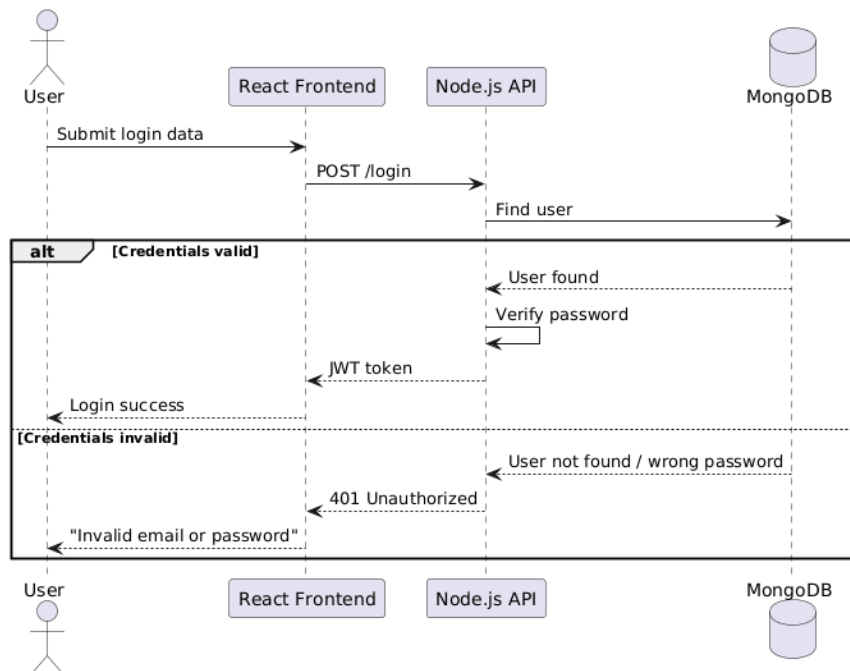 User
React Frontend
Node.js API
MongoDB
Submit login data
POST /login
Find user
alt
[Credentials valid]
User found
Verify password
JWT token
Login success
[Credentials invalid]
User not found / wrong password
401 Unauthorized
"Invalid email or password"
User
React Frontend
Node.js API
MongoDB